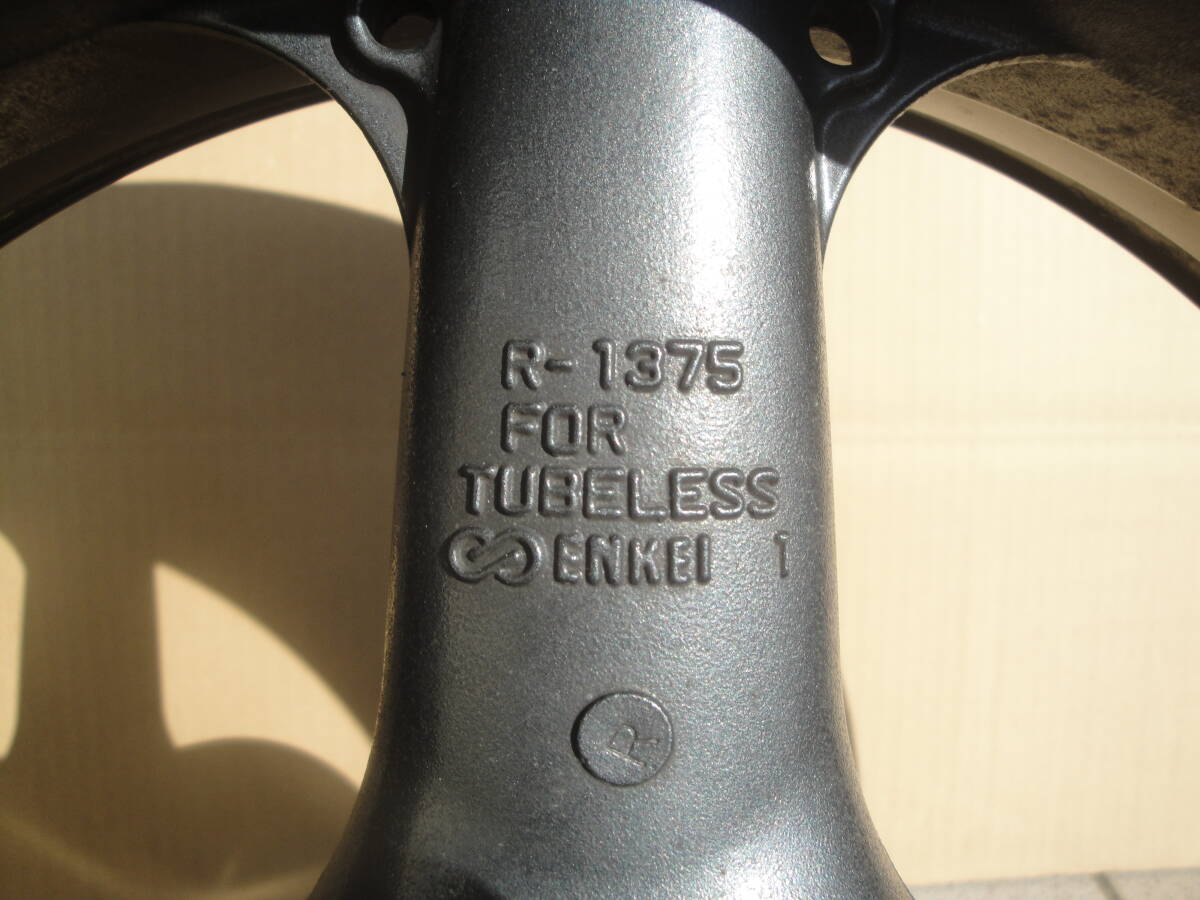 R-1375
FOR
TUBELESS
ENKEI 1
R